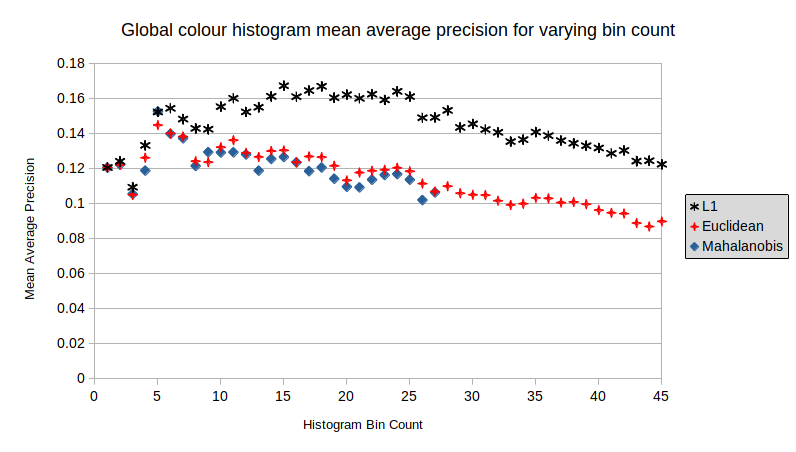 Global colour histogram mean average precision for varying bin count
0.18
0.16
0.14
0.12
0.1
0.08
0.06
0.04
0.02
0
Mean Average Precision
0 5 10 15 20 25 30 35 40 45
Histogram Bin Count
L1
Euclidean
Mahalanobis